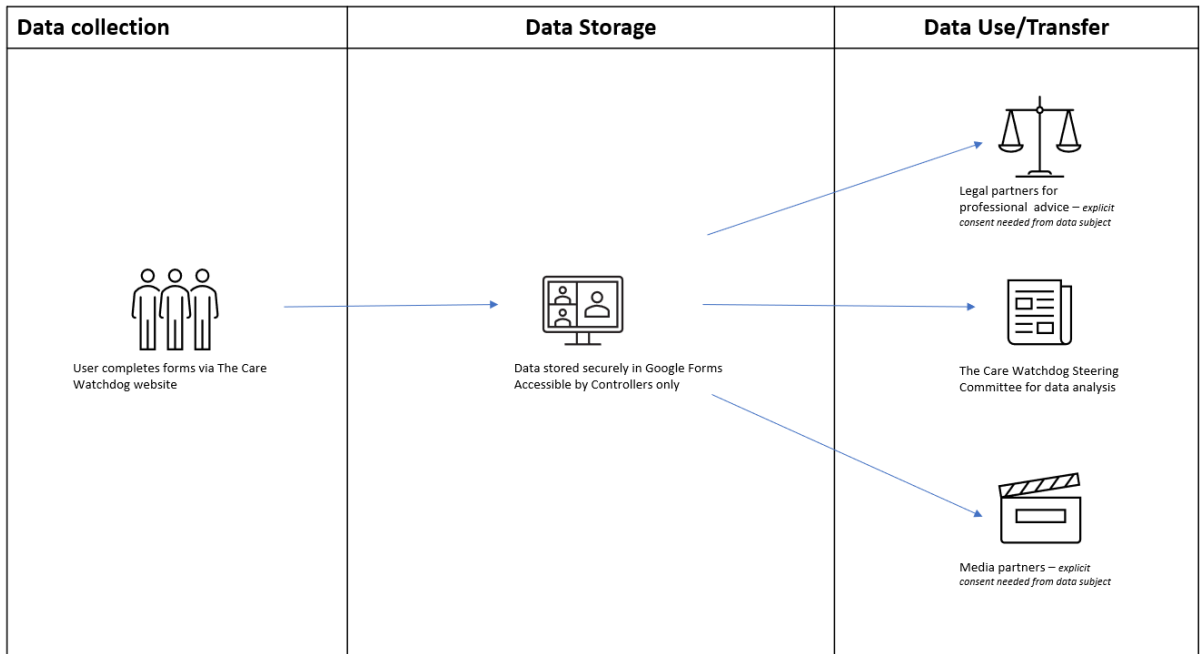 Data collection
Data Storage
Data Use/Transfer
User completes forms via The Care
Watchdog website
Data stored securely in Google Forms
Accessible by Controllers only
Legal partners for
professional advice – explicit
consent needed from data subject
The Care Watchdog Steering
Committee for data analysis
Media partners – explicit
consent needed from data subject